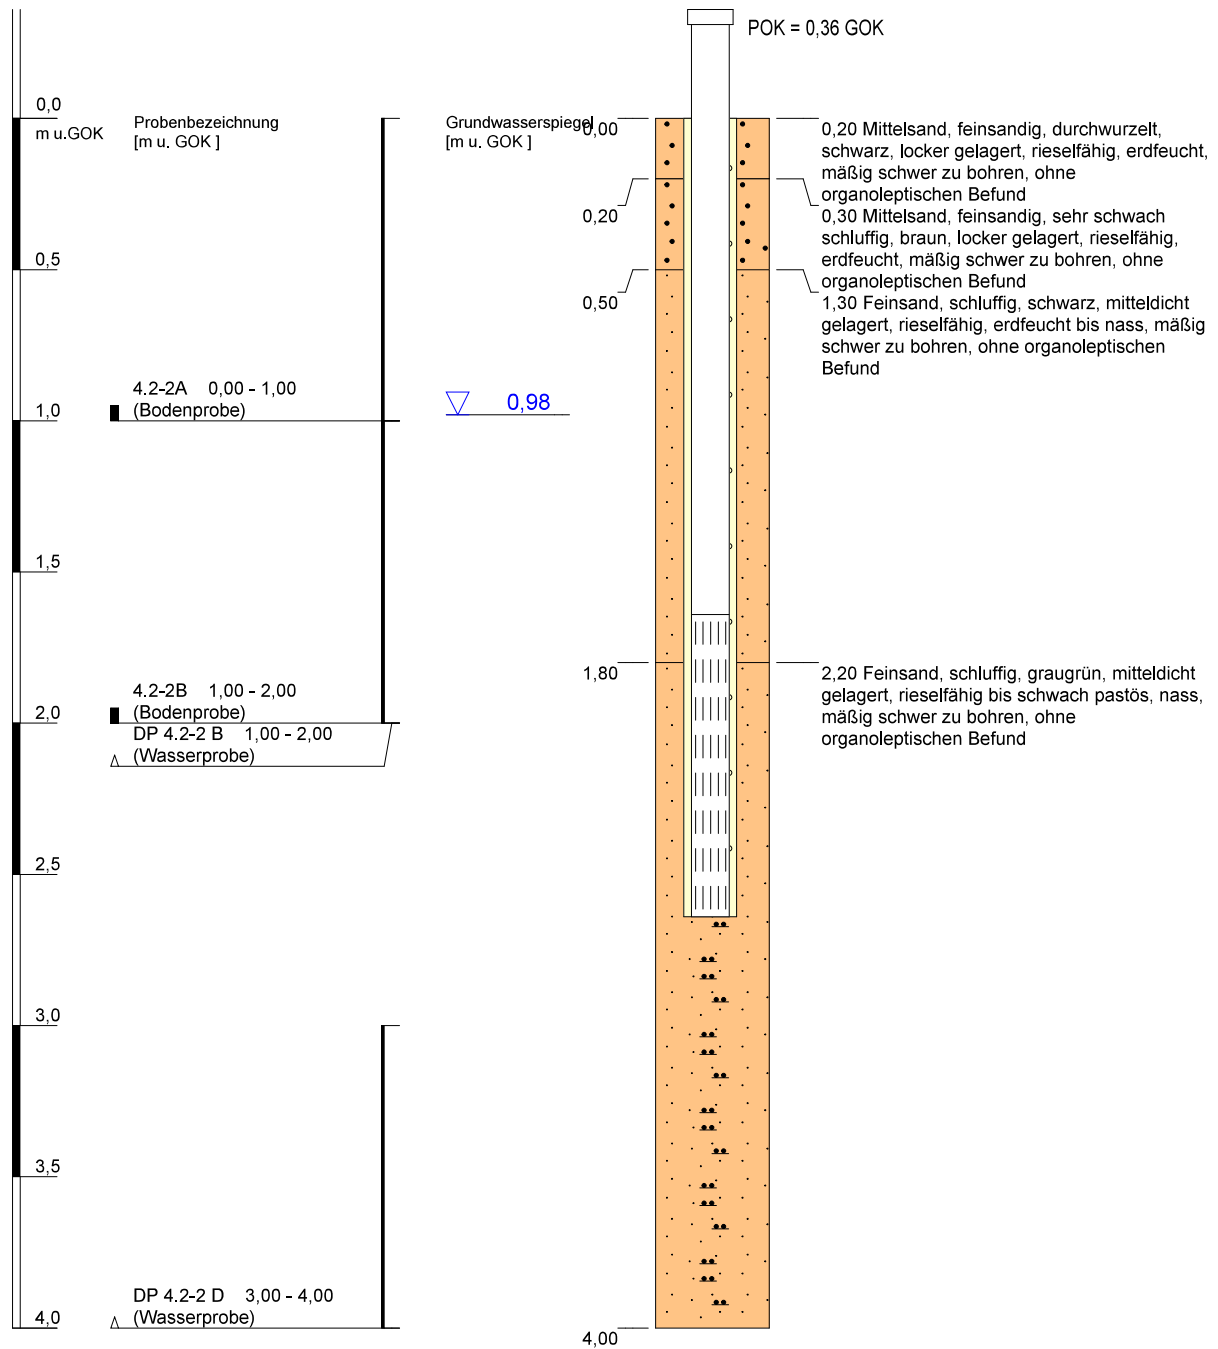 POK = 0,36 GOK
0,0
m u.GOK
Probenbezeichnung
[m u. GOK ]
Grundwasserspiegel
[m u. GOK ]
0,00
0,20 Mittelsand, feinsandig, durchwurzelt,
schwarz, locker gelagert, rieselfähig, erdfeucht,
mäßig schwer zu bohren, ohne
organoleptischen Befund
0,20
0,30 Mittelsand, feinsandig, sehr schwach
schluffig, braun, locker gelagert, rieselfähig,
erdfeucht, mäßig schwer zu bohren, ohne
organoleptischen Befund
0,5
0,50
1,30 Feinsand, schluffig, schwarz, mitteldicht
gelagert, rieselfähig, erdfeucht bis nass, mäßig
schwer zu bohren, ohne organoleptischen
Befund
4.2-2A 0,00 - 1,00
(Bodenprobe)
1,0
0,98
1,5
1,80
2,20 Feinsand, schluffig, graugrün, mitteldicht
gelagert, rieselfähig bis schwach pastös, nass,
mäßig schwer zu bohren, ohne
organoleptischen Befund
4.2-2B 1,00 - 2,00
(Bodenprobe)
2,0
DP 4.2-2 B 1,00 - 2,00
(Wasserprobe)
2,5
3,0
3,5
DP 4.2-2 D 3,00 - 4,00
(Wasserprobe)
4,0
4,00